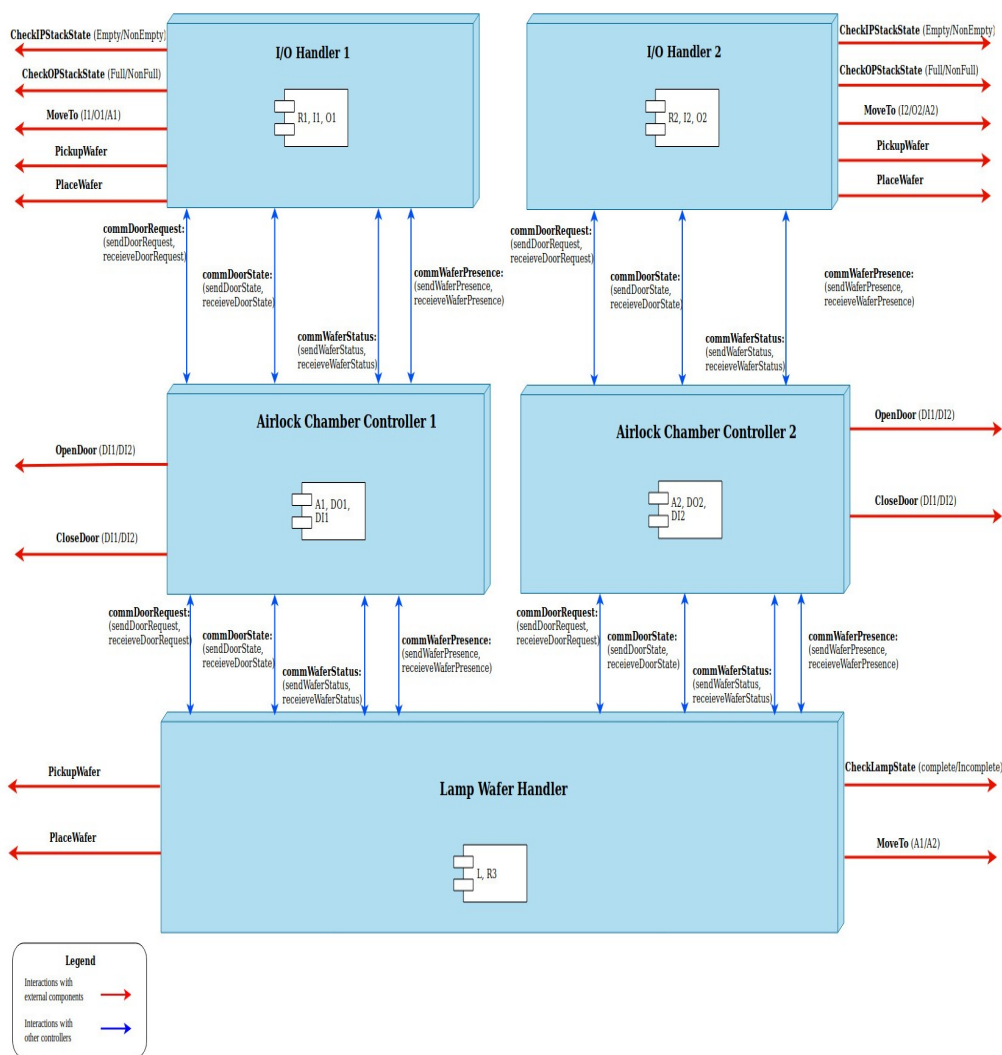 I/O Handler 1
R1, I1, O1
CheckIPStackState (Empty/NonEmpty)
CheckOPStackState (Full/NonFull)
MoveTo (I1/O1/A1)
PickupWafer
PlaceWafer
I/O Handler 2
R2, I2, O2
CheckIPStackState (Empty/NonEmpty)
CheckOPStackState (Full/NonFull)
MoveTo (I2/O2/A2)
PickupWafer
PlaceWafer
commDoorRequest:
(sendDoorRequest,
receieveDoorRequest)
commDoorState:
(sendDoorState,
receieveDoorState)
commWaferStatus:
(sendWaferStatus,
receieveWaferStatus)
commWaferPresence:
(sendWaferPresence,
receieveWaferPresence)
commDoorRequest:
(sendDoorRequest,
receieveDoorRequest)
commDoorState:
(sendDoorState,
receieveDoorState)
commWaferStatus:
(sendWaferStatus,
receieveWaferStatus)
commWaferPresence:
(sendWaferPresence,
receieveWaferPresence)
Airlock Chamber Controller 1
A1, DO1,
DI1
OpenDoor (DI1/DI2)
CloseDoor (DI1/DI2)
Airlock Chamber Controller 2
A2, DO2,
DI2
OpenDoor (DI1/DI2)
CloseDoor (DI1/DI2)
commDoorRequest:
(sendDoorRequest,
receieveDoorRequest)
commDoorState:
(sendDoorState,
receieveDoorState)
commWaferStatus:
(sendWaferStatus,
receieveWaferStatus)
commWaferPresence:
(sendWaferPresence,
receieveWaferPresence)
commDoorRequest:
(sendDoorRequest,
receieveDoorRequest)
commDoorState:
(sendDoorState,
receieveDoorState)
commWaferStatus:
(sendWaferStatus,
receieveWaferStatus)
commWaferPresence:
(sendWaferPresence,
receieveWaferPresence)
Lamp Wafer Handler
L, R3
PickupWafer
PlaceWafer
CheckLampState (complete/Incomplete)
MoveTo (A1/A2)
Legend
Interactions with
external components
Interactions with
other controllers